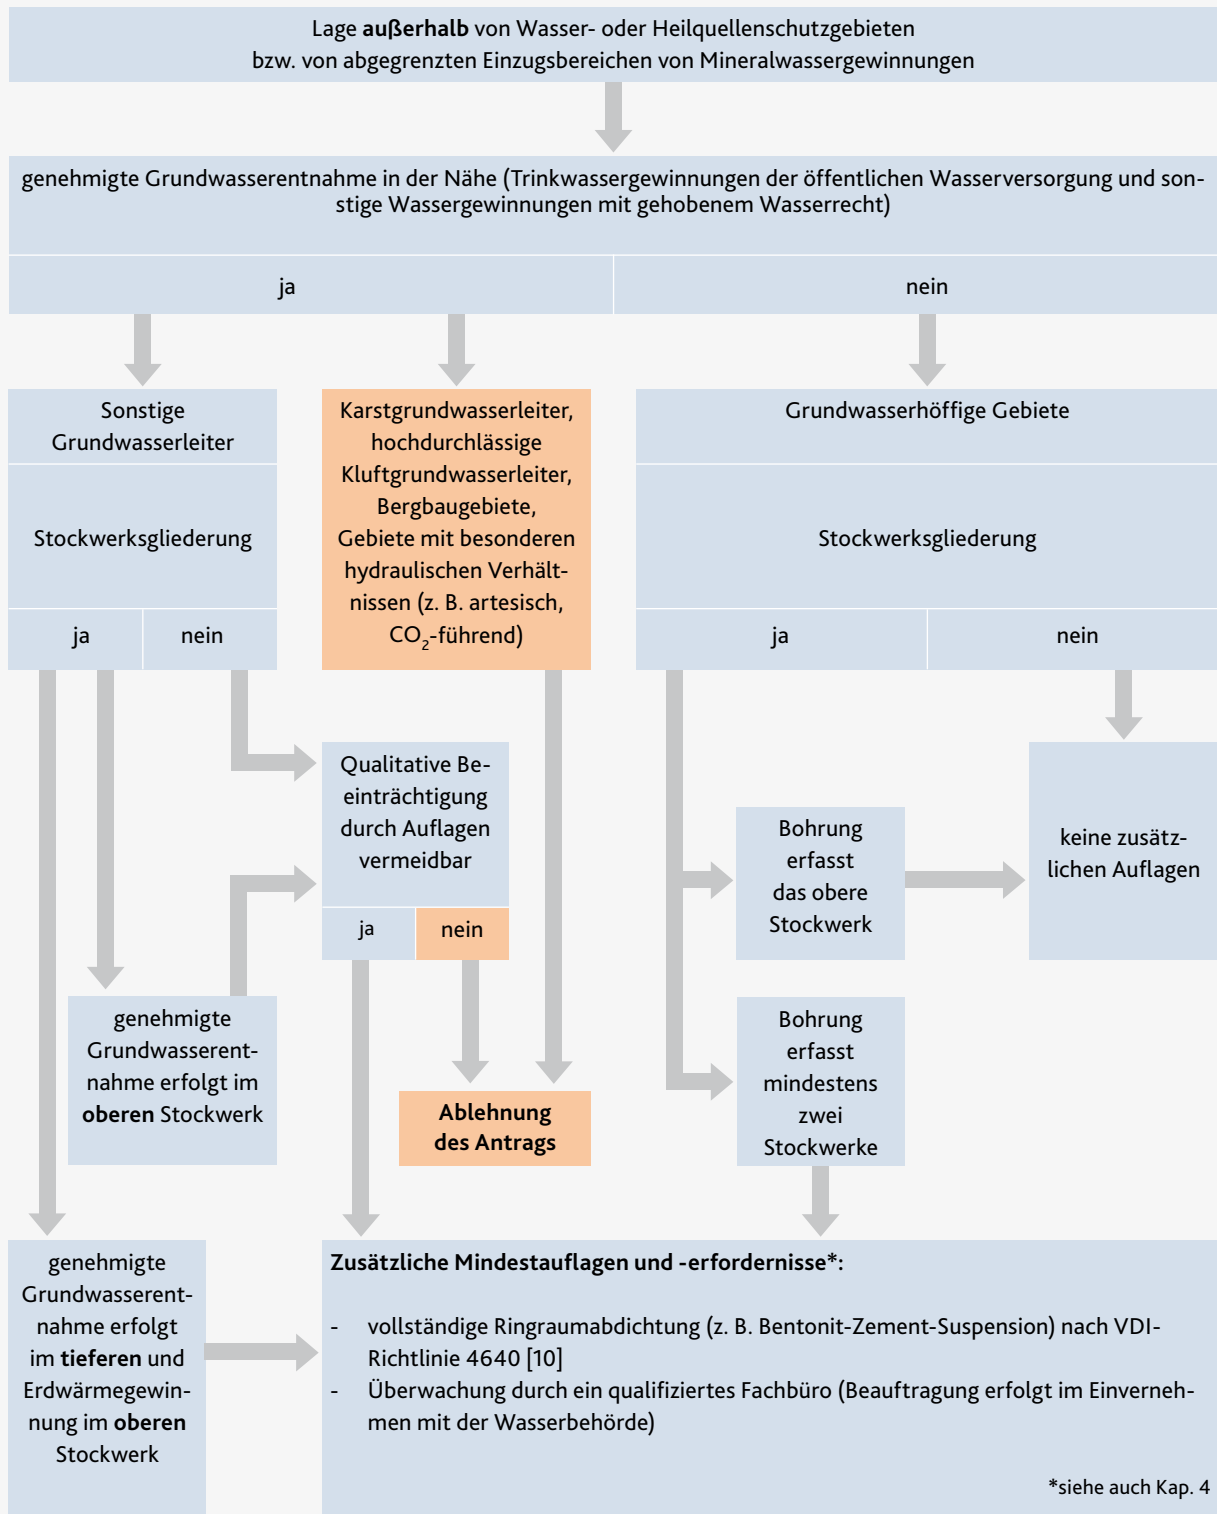 Lage außerhalb von Wasser- oder Heilquellenschutzgebieten
bzw. von abgegrenzten Einzugsbereichen von Mineralwassergewinnungen
genehmigte Grundwasserentnahme in der Nähe (Trinkwassergewinnungen der öffentlichen Wasserversorgung und son-
stige Wassergewinnungen mit gehobenem Wasserrecht)
ja
nein
Sonstige
Grundwasserleiter
Stockwerksgliederung
ja
nein
Karstgrundwasserleiter,
hochdurchlässige
Kluftgrundwasserleiter,
Bergbaugebiete,
Gebiete mit besonderen
hydraulischen Verhält-
nissen (z. B. artesisch,
CO₂-führend)
Grundwasserhöffige Gebiete
Stockwerksgliederung
ja
nein
Qualitative Be-
einträchtigung
durch Auflagen
vermeidbar
ja
nein
Bohrung
erfasst
das obere
Stockwerk
keine zusätz-
lichen Auflagen
genehmigte
Grundwasserent-
nahme erfolgt im
oberen Stockwerk
Ablehnung
des Antrags
Bohrung
erfasst
mindestens
zwei
Stockwerke
genehmigte
Grundwasserent-
nahme erfolgt
im tieferen und
Erdwärmegewin-
nung im oberen
Stockwerk
Zusätzliche Mindestauflagen und -erfordernisse*:
- vollständige Ringraumabdichtung (z. B. Bentonit-Zement-Suspension) nach VDI-
Richtlinie 4640 [10]
- Überwachung durch ein qualifiziertes Fachbüro (Beauftragung erfolgt im Einverneh-
men mit der Wasserbehörde)
*siehe auch Kap. 4